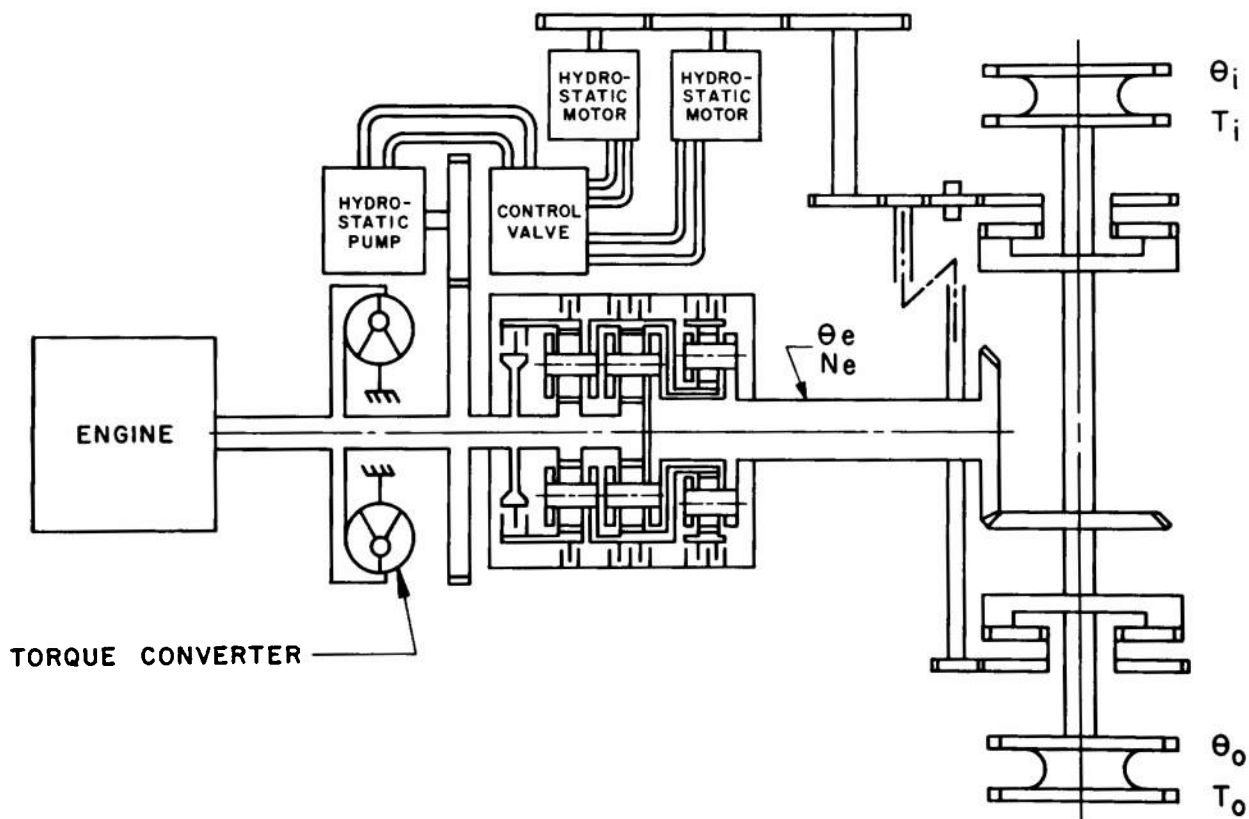 HYDRO-
STATIC
MOTOR
HYDRO-
STATIC
MOTOR
θi
Ti
HYDRO-
STATIC
PUMP
CONTROL
VALVE
θe
Ne
ENGINE
TORQUE CONVERTER
θo
To